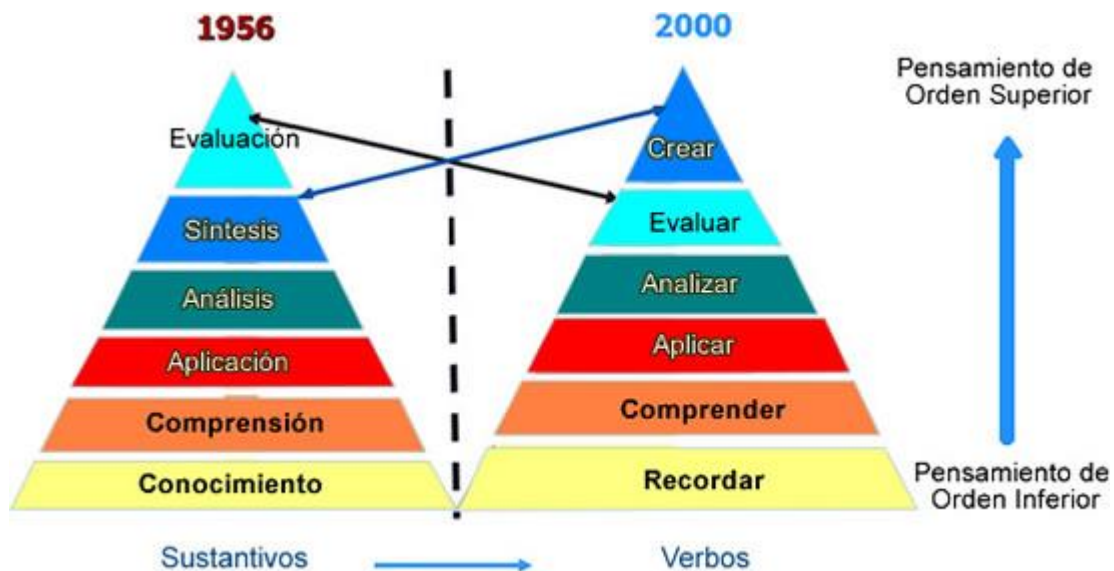 1956
2000
Pensamiento de
Orden Superior
Evaluación
Síntesis
Análisis
Aplicación
Comprensión
Conocimiento
Crear
Evaluar
Analizar
Aplicar
Comprender
Recordar
Pensamiento de
Orden Inferior
Sustantivos
Verbos